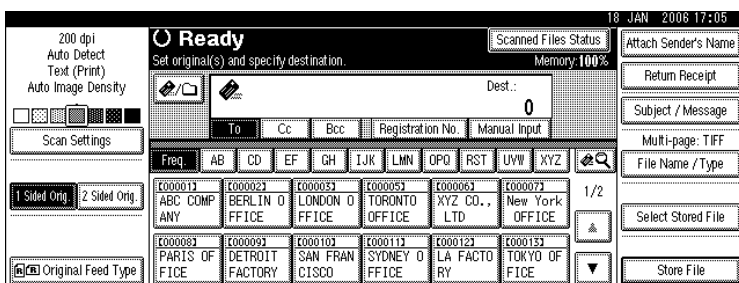 18 JAN 2006 17:05
200 dpi
Auto Detect
Text (Print)
Auto Image Density
Scan Settings
1 Sided Orig. 2 Sided Orig.
R R Original Feed Type
Ready
Scanned Files Status
Set original(s) and specify destination.
Memory:100%
Dest.:
0
To Cc Bcc Registration No. Manual Input
Freq. AB CD EF GH IJK LMN OPQ RST UVW XYZ
[00001] [00002] [00003] [00005] [00006] [00007]
ABC COMP BERLIN O LONDON O TORONTO XYZ CO., New York
ANY FFICE FFICE OFFICE LTD OFFICE
1/2
[00008] [00009] [00010] [00011] [00012] [00013]
PARIS OF DETROIT SAN FRAN SYDNEY O LA FACTO TOKYO OF
FICE FACTORY CISCO FFICE RY FICE
Attach Sender's Name
Return Receipt
Subject / Message
Multi-page: TIFF
File Name / Type
Select Stored File
Store File